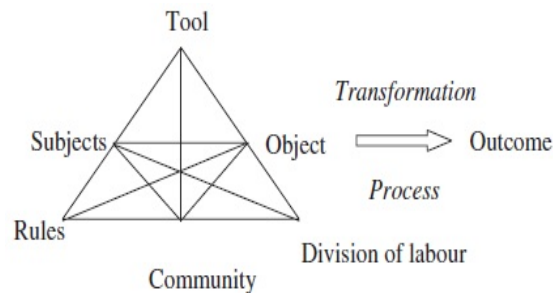 Tool
Transformation
Subjects
Object
Outcome
Process
Rules
Division of labour
Community